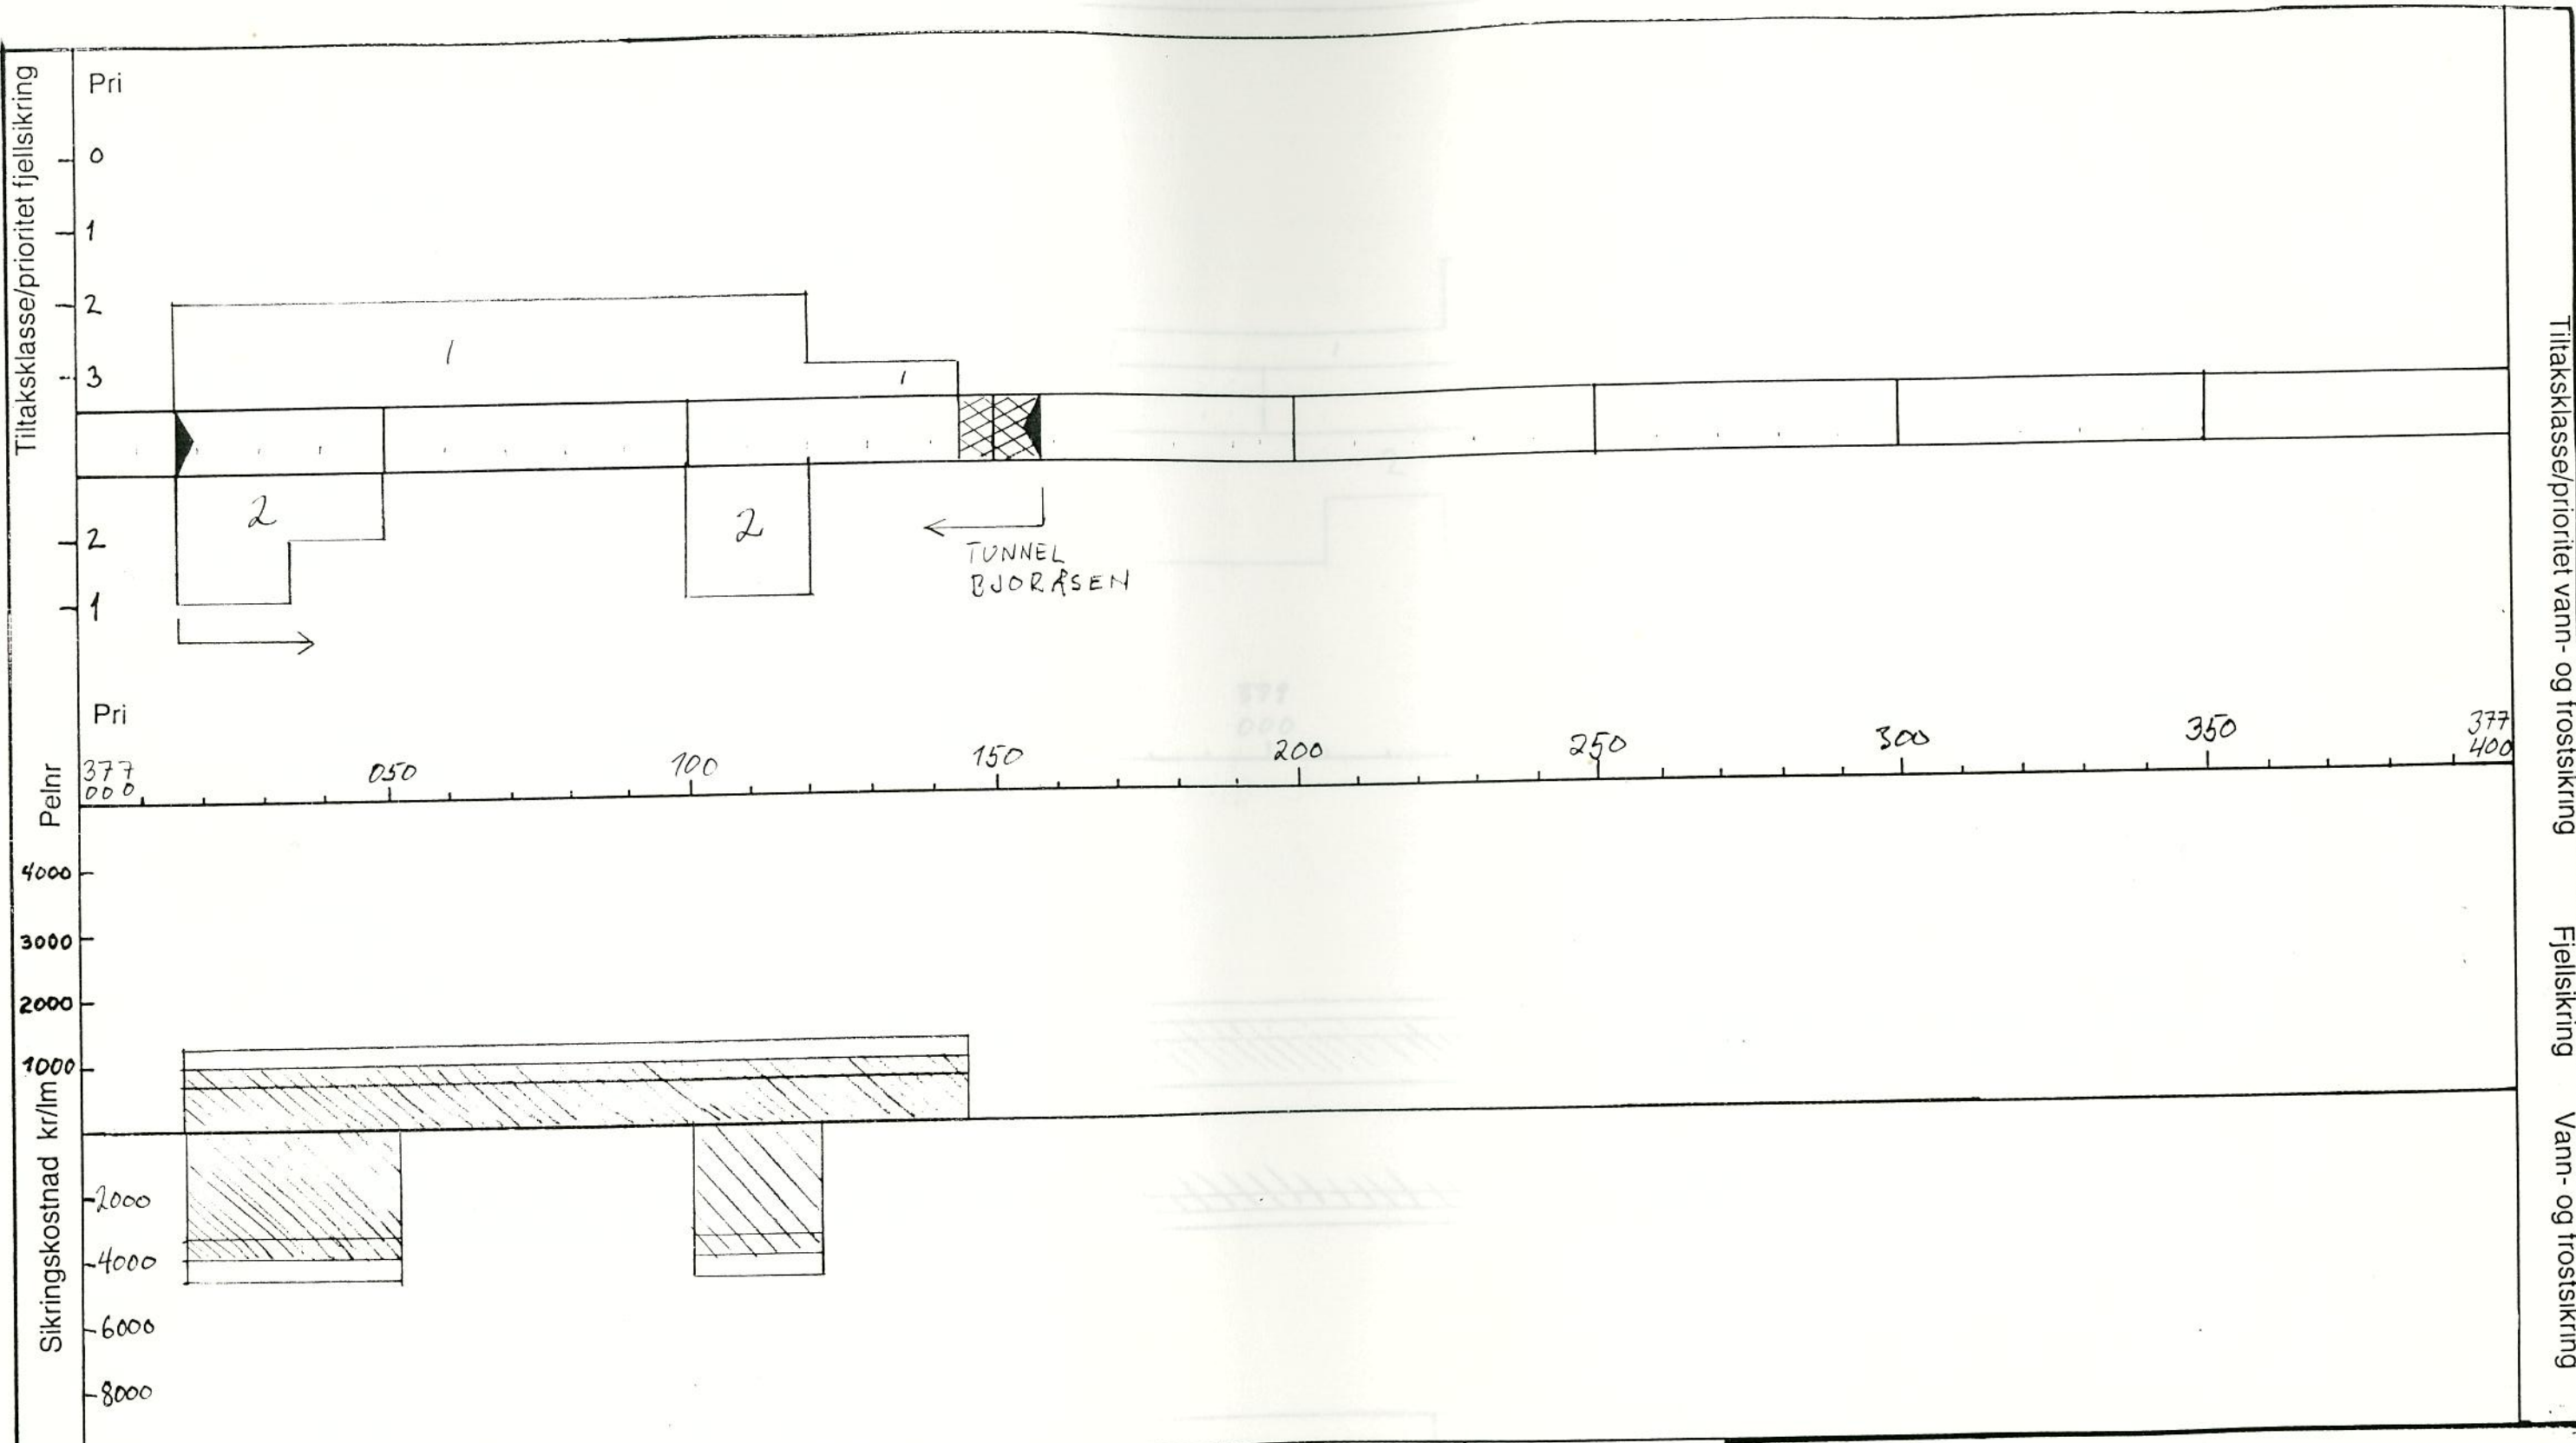 Tiltaksklasse/prioritet fjellsikring
Pri
0
1
2
3
1
1
2
2
2
1
TUNNEL
BJORÅSEN
Pri
Pelnr
377
000
050
100
150
200
250
300
350
377
400
4000
3000
2000
1000
2000
4000
6000
8000
Sikringskostnad kr/lm
Tiltaksklasse/prioritet vann- og frostsikring
Fjellsikring
Vann- og frostsikring